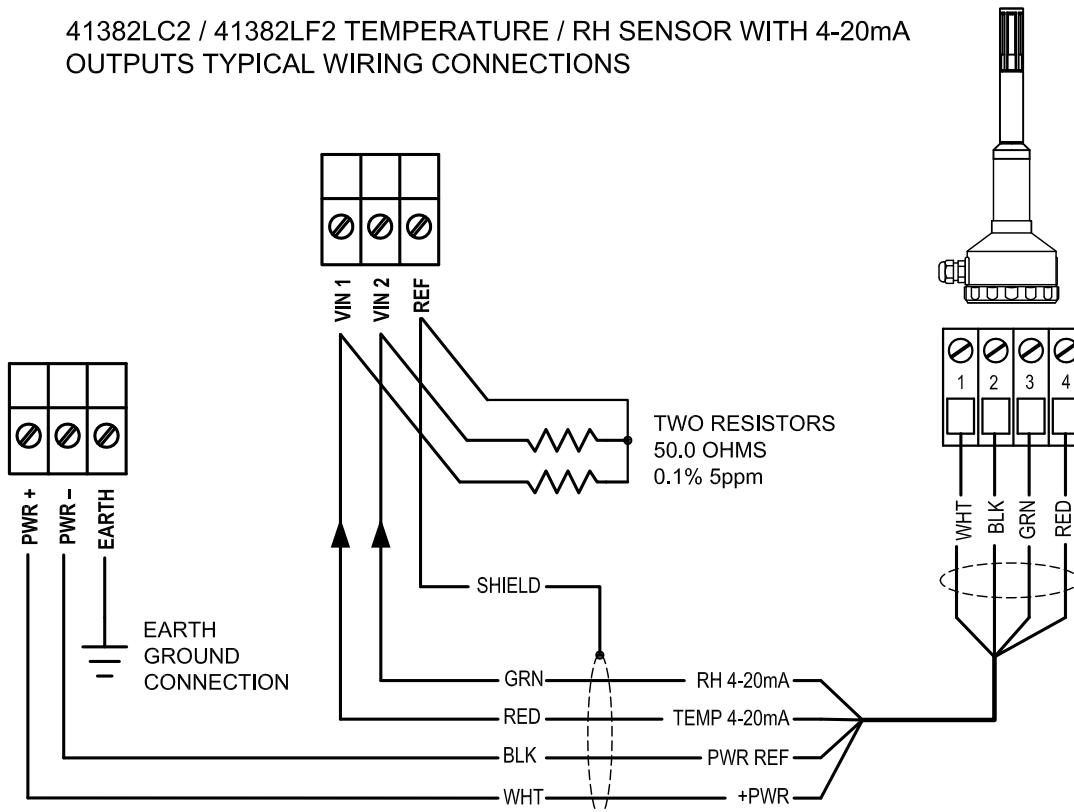 41382LC2 / 41382LF2 TEMPERATURE / RH SENSOR WITH 4-20mA
OUTPUTS TYPICAL WIRING CONNECTIONS
VIN 1
VIN 2
REF
1
2
3
4
TWO RESISTORS
50.0 OHMS
0.1% 5ppm
PWR +
PWR –
EARTH
WHT
BLK
GRN
RED
SHIELD
EARTH
GROUND
CONNECTION
GRN
RH 4-20mA
RED
TEMP 4-20mA
BLK
PWR REF
WHT
+PWR